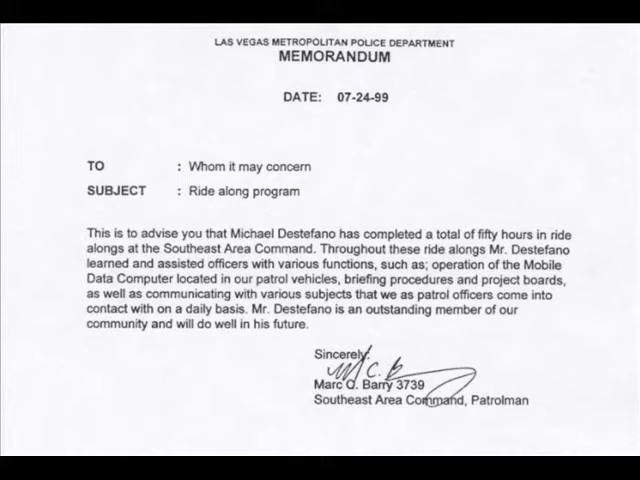 LAS VEGAS METROPOLITAN POLICE DEPARTMENT
MEMORANDUM
DATE: 07-24-99
TO : Whom it may concern
SUBJECT : Ride along program
This is to advise you that Michael Destefano has completed a total of fifty hours in ride
alongs at the Southeast Area Command. Throughout these ride alongs Mr. Destefano
learned and assisted officers with various functions, such as; operation of the Mobile
Data Computer located in our patrol vehicles, briefing procedures and project boards,
as well as communicating with various subjects that we as patrol officers come into
contact with on a daily basis. Mr. Destefano is an outstanding member of our
community and will do well in his future.
Sincerely.
Marc Barry 3739
Southeast Area Command, Patrolman